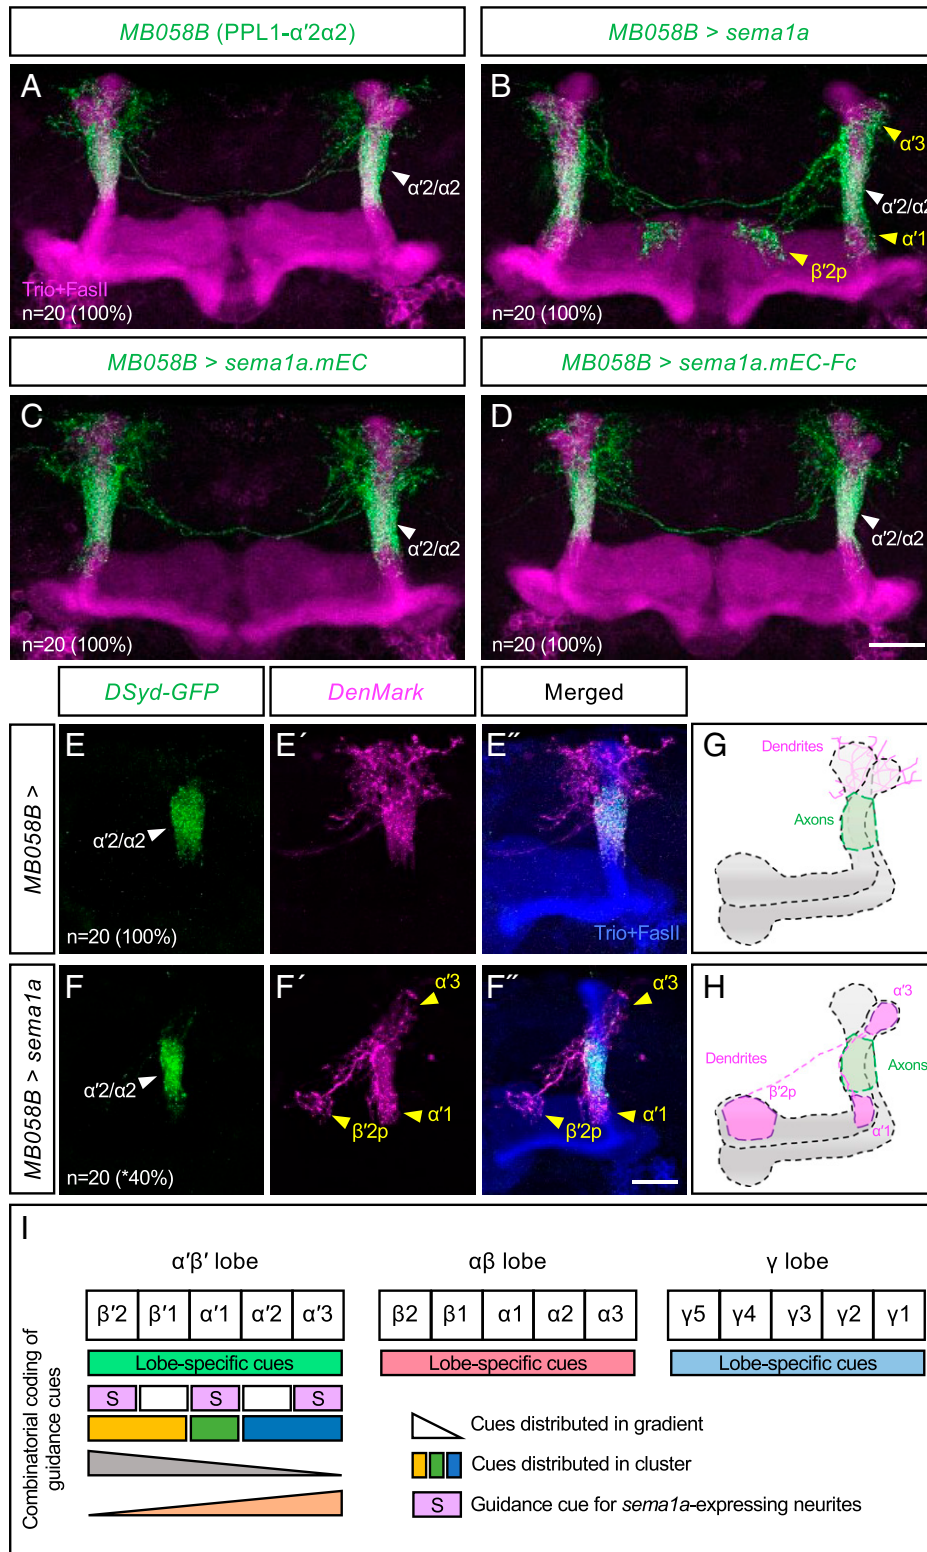 MB058B (PPL1-α′2α2)
MB058B > sema1a
A
α′2/α2
Trio+FasII
n=20 (100%)
B
α′3
α′2/α2
α′1
β′2p
n=20 (100%)
MB058B > sema1a.mEC
MB058B > sema1a.mEC-Fc
C
α′2/α2
n=20 (100%)
D
α′2/α2
n=20 (100%)
DSyd-GFP
DenMark
Merged
MB058B >
E
α′2/α2
n=20 (100%)
E′
E″
Trio+FasII
G
Dendrites
Axons
MB058B > sema1a
F
α′2/α2
n=20 (*40%)
F′
α′3
β′2p
α′1
F″
α′3
β′2p
α′1
H
α′3
Dendrites
Axons
β′2p
α′1
I
Combinatorial coding of
guidance cues
α′β′ lobe
β′2 β′1 α′1 α′2 α′3
Lobe-specific cues
S S S
αβ lobe
β2 β1 α1 α2 α3
Lobe-specific cues
γ lobe
γ5 γ4 γ3 γ2 γ1
Lobe-specific cues
Cues distributed in gradient
Cues distributed in cluster
S Guidance cue for sema1a-expressing neurites